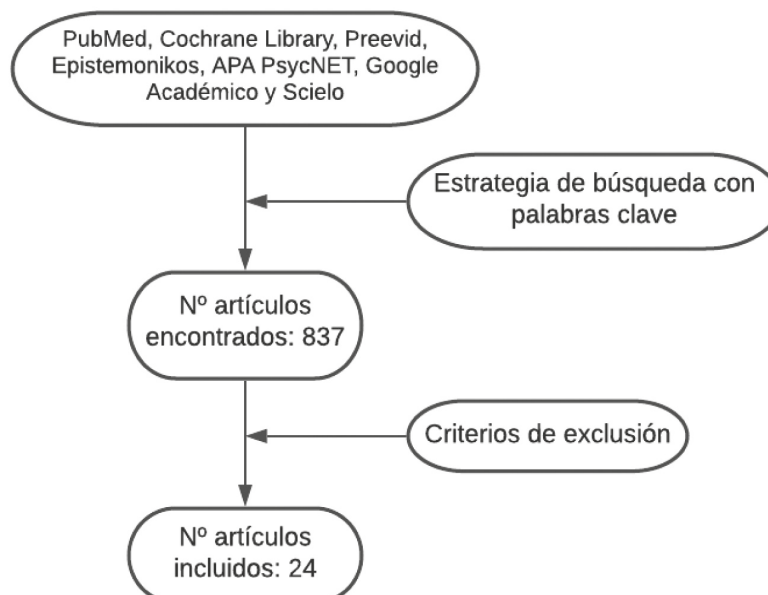 PubMed, Cochrane Library, Preevid,
Epistemonikos, APA PsycNET, Google
Académico y Scielo
Estrategia de búsqueda con
palabras clave
Nº artículos
encontrados: 837
Criterios de exclusión
Nº artículos
incluidos: 24